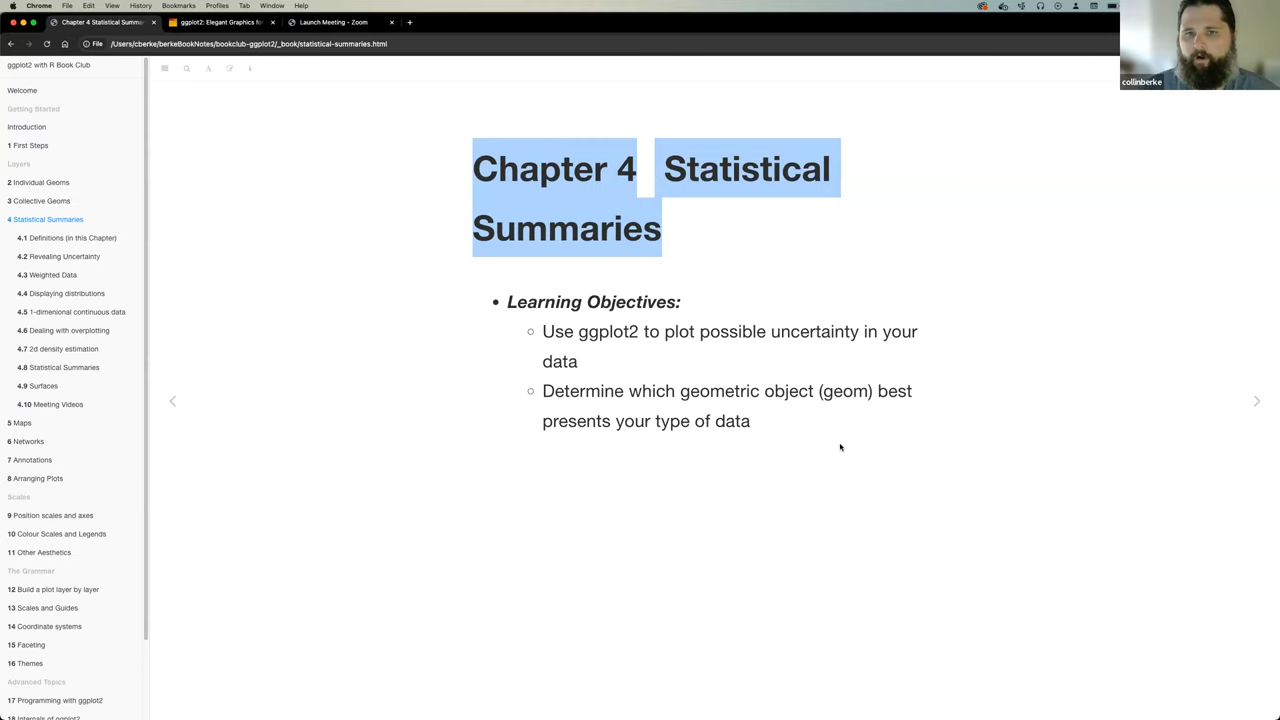 Chrome File Edit View History Bookmarks Profiles Tab Window Help
Chapter 4 Statistical Summar
ggplot2: Elegant Graphics for
Launch Meeting - Zoom
File /Users/cberke/berkeBookNotes/bookclub-ggplot2/_book/statistical-summaries.html
collinberke
ggplot2 with R Book Club
Welcome
Getting Started
Introduction
1 First Steps
Layers
2 Individual Geoms
3 Collective Geoms
4 Statistical Summaries
4.1 Definitions (in this Chapter)
4.2 Revealing Uncertainty
4.3 Weighted Data
4.4 Displaying distributions
4.5 1-dimenional continuous data
4.6 Dealing with overplotting
4.7 2d density estimation
4.8 Statistical Summaries
4.9 Surfaces
4.10 Meeting Videos
5 Maps
6 Networks
7 Annotations
8 Arranging Plots
Scales
9 Position scales and axes
10 Colour Scales and Legends
11 Other Aesthetics
The Grammar
12 Build a plot layer by layer
13 Scales and Guides
14 Coordinate systems
15 Faceting
16 Themes
Advanced Topics
17 Programming with ggplot2
18 Internals of ggplot2
Chapter 4 Statistical
Summaries
Learning Objectives:
Use ggplot2 to plot possible uncertainty in your
data
Determine which geometric object (geom) best
presents your type of data